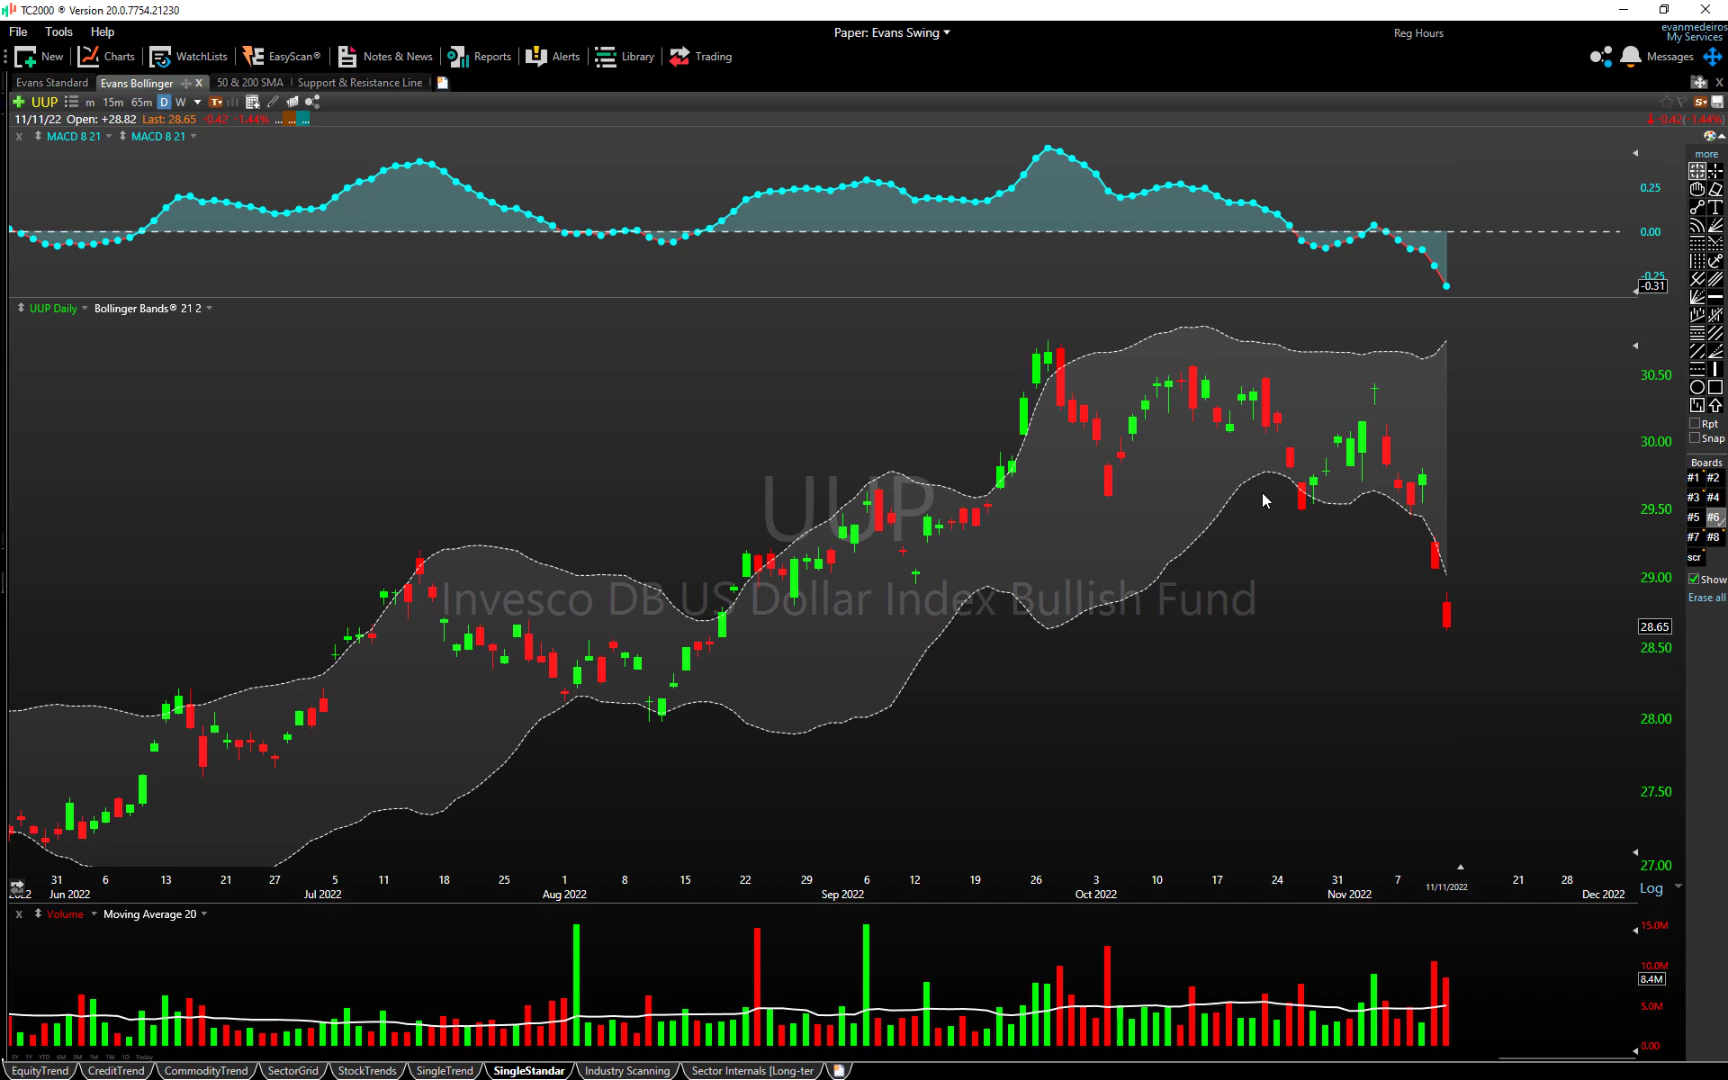 TC2000 ® Version 20.0.7754.21230
File Tools Help
Paper: Evans Swing
Reg Hours
evanmedeiros
My Services
New Charts WatchLists EasyScan® Notes & News Reports Alerts Library Trading
Messages
Evans Standard Evans Bollinger X 50 & 200 SMA Support & Resistance Line
UUP m 15m 65m D W
11/11/22 Open: +28.82 Last: 28.65 -0.42 -1.44% ... ... ...
-0.42(-1.44%)
X MACD 8 21 MACD 8 21
more
0.25
0.00
-0.25
-0.31
UUP Daily Bollinger Bands® 21 2
30.50
30.00
29.50
29.00
28.65
28.50
28.00
27.50
27.00
UUP
Invesco DB US Dollar Index Bullish Fund
Rpt
Snap
Boards
#1 #2
#3 #4
#5 #6
#7 #8
scr
Show
Erase all
31 6 13 21 27 5 11 18 25 1 8 15 22 29 6 12 19 26 3 10 17 24 31 7 11/11/2022 21 28
Jun 2022 Jul 2022 Aug 2022 Sep 2022 Oct 2022 Nov 2022 Dec 2022
Log
X Volume Moving Average 20
15.0M
10.0M
8.4M
5.0M
0.00
EquityTrend CreditTrend CommodityTrend SectorGrid StockTrends SingleTrend SingleStandar Industry Scanning Sector Internals [Long-ter